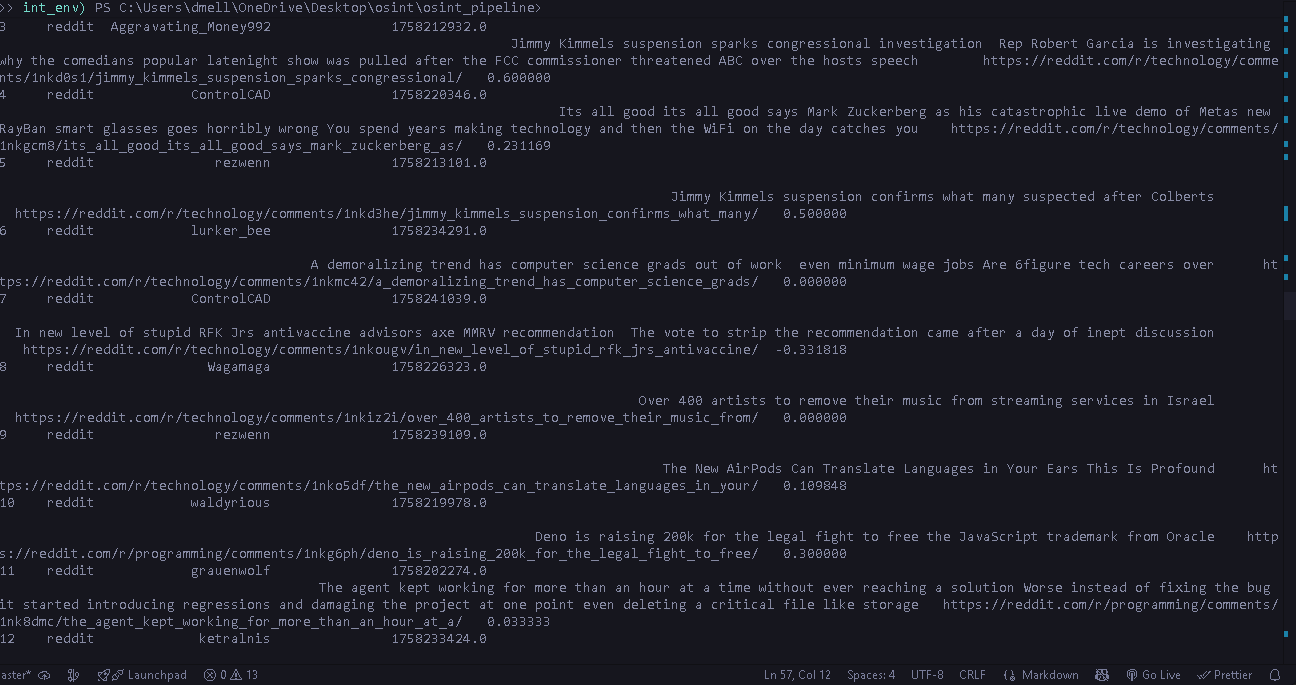 >> int_env) PS C:\Users\dmell\OneDrive\Desktop\osint\osint_pipeline>
3 reddit Aggravating_Money992 1758212932.0
Jimmy Kimmels suspension sparks congressional investigation Rep Robert Garcia is investigating
why the comedians popular latenight show was pulled after the FCC commissioner threatened ABC over the hosts speech https://reddit.com/r/technology/comme
nts/1nkd0s1/jimmy_kimmels_suspension_sparks_congressional/ 0.600000
4 reddit ControlCAD 1758220346.0
Its all good its all good says Mark Zuckerberg as his catastrophic live demo of Metas new
RayBan smart glasses goes horribly wrong You spend years making technology and then the WiFi on the day catches you https://reddit.com/r/technology/comments/
1nkgcm8/its_all_good_its_all_good_says_mark_zuckerberg_as/ 0.231169
5 reddit rezwenn 1758213101.0
Jimmy Kimmels suspension confirms what many suspected after Colberts
https://reddit.com/r/technology/comments/1nkd3he/jimmy_kimmels_suspension_confirms_what_many/ 0.500000
6 reddit lurker_bee 1758234291.0
A demoralizing trend has computer science grads out of work even minimum wage jobs Are 6figure tech careers over ht
tps://reddit.com/r/technology/comments/1nkmc42/a_demoralizing_trend_has_computer_science_grads/ 0.000000
7 reddit ControlCAD 1758241039.0
In new level of stupid RFK Jrs antivaccine advisors axe MMRV recommendation The vote to strip the recommendation came after a day of inept discussion
https://reddit.com/r/technology/comments/1nkougv/in_new_level_of_stupid_rfk_jrs_antivaccine/ -0.331818
8 reddit Wagamaga 1758226323.0
Over 400 artists to remove their music from streaming services in Israel
https://reddit.com/r/technology/comments/1nkiz2i/over_400_artists_to_remove_their_music_from/ 0.000000
9 reddit rezwenn 1758239109.0
The New AirPods Can Translate Languages in Your Ears This Is Profound ht
tps://reddit.com/r/technology/comments/1nko5df/the_new_airpods_can_translate_languages_in_your/ 0.109848
10 reddit waldyrious 1758219978.0
Deno is raising 200k for the legal fight to free the JavaScript trademark from Oracle http
s://reddit.com/r/programming/comments/1nkg6ph/deno_is_raising_200k_for_the_legal_fight_to_free/ 0.300000
11 reddit grauenwolf 1758202274.0
The agent kept working for more than an hour at a time without ever reaching a solution Worse instead of fixing the bug
it started introducing regressions and damaging the project at one point even deleting a critical file like storage https://reddit.com/r/programming/comments/
1nk8dmc/the_agent_kept_working_for_more_than_an_hour_at_a/ 0.033333
12 reddit ketralnis 1758233424.0
aster* Launchpad 0 13 Ln 57, Col 12 Spaces: 4 UTF-8 CRLF Markdown Go Live Prettier